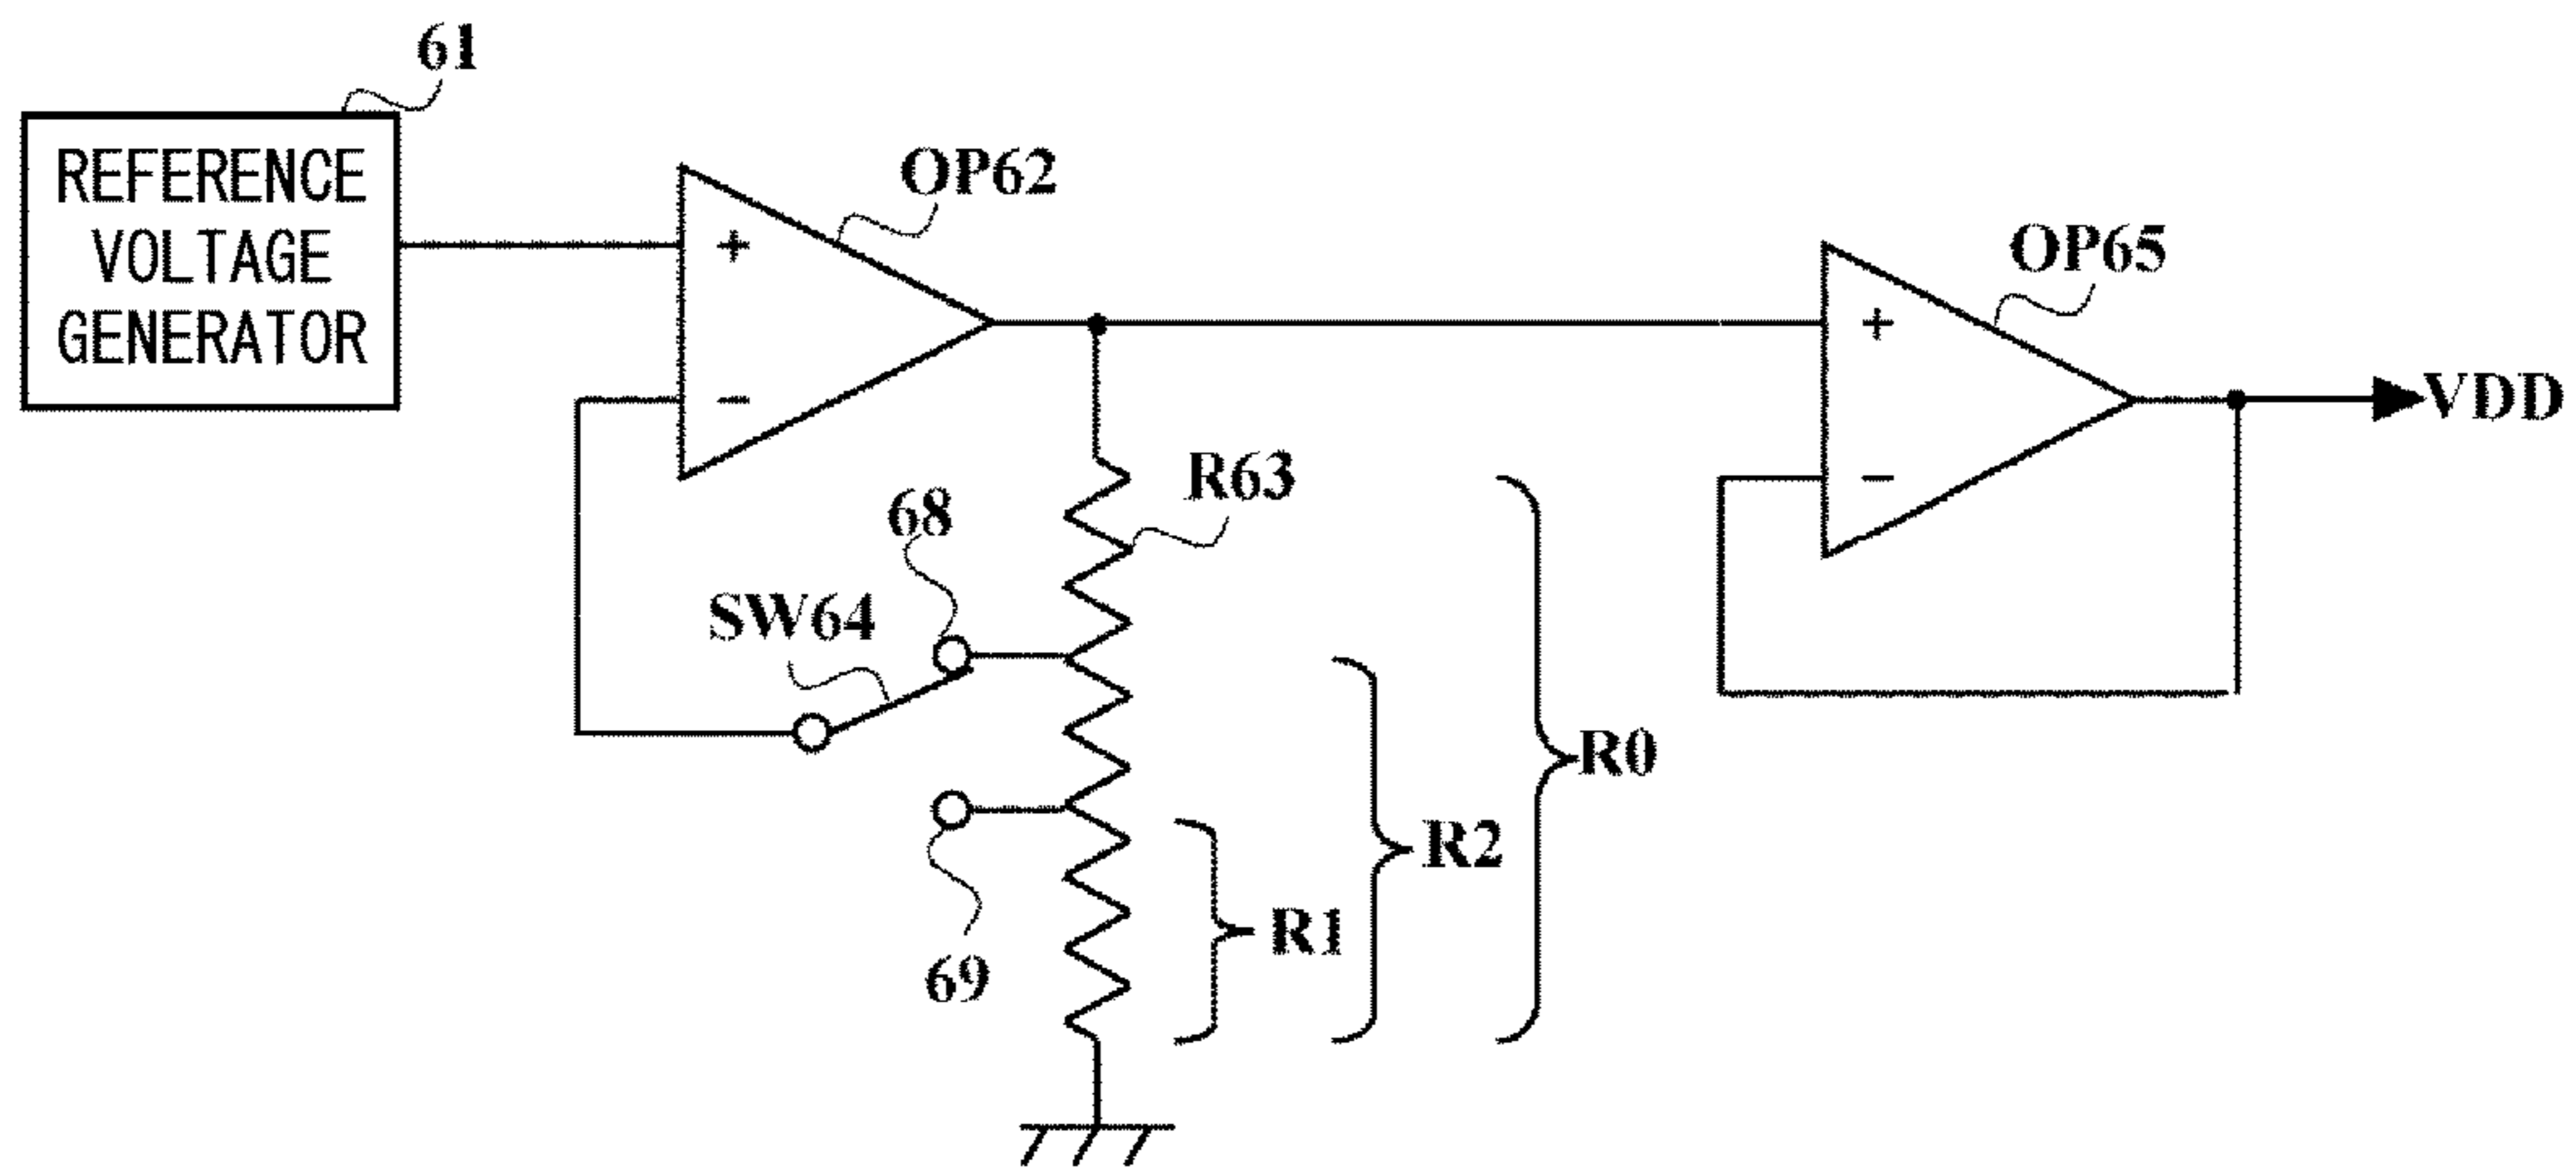 61
REFERENCE
VOLTAGE
GENERATOR
+
−
OP62
+
−
OP65
VDD
R63
68
SW64
69
R1
R2
R0